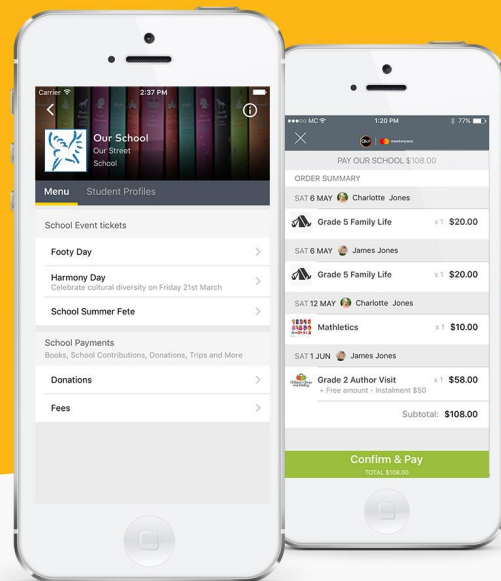 Carrier 2:37 PM
Our School
Our Street
School
Menu Student Profiles
School Event tickets
Footy Day
Harmony Day
Celebrate cultural diversity on Friday 21st March
School Summer Fete
School Payments
Books, School Contributions, Donations, Trips and More
Donations
Fees
MC 1:20 PM 77%
Qkr! masterpass
PAY OUR SCHOOL $108.00
ORDER SUMMARY
SAT 6 MAY Charlotte Jones
Grade 5 Family Life x 1 $20.00
SAT 6 MAY James Jones
Grade 5 Family Life x 1 $20.00
SAT 12 MAY Charlotte Jones
Mathletics x 1 $10.00
SAT 1 JUN James Jones
Grade 2 Author Visit x 1 $58.00
+ Free amount - Instalment $50
Subtotal: $108.00
Confirm & Pay
TOTAL $108.00